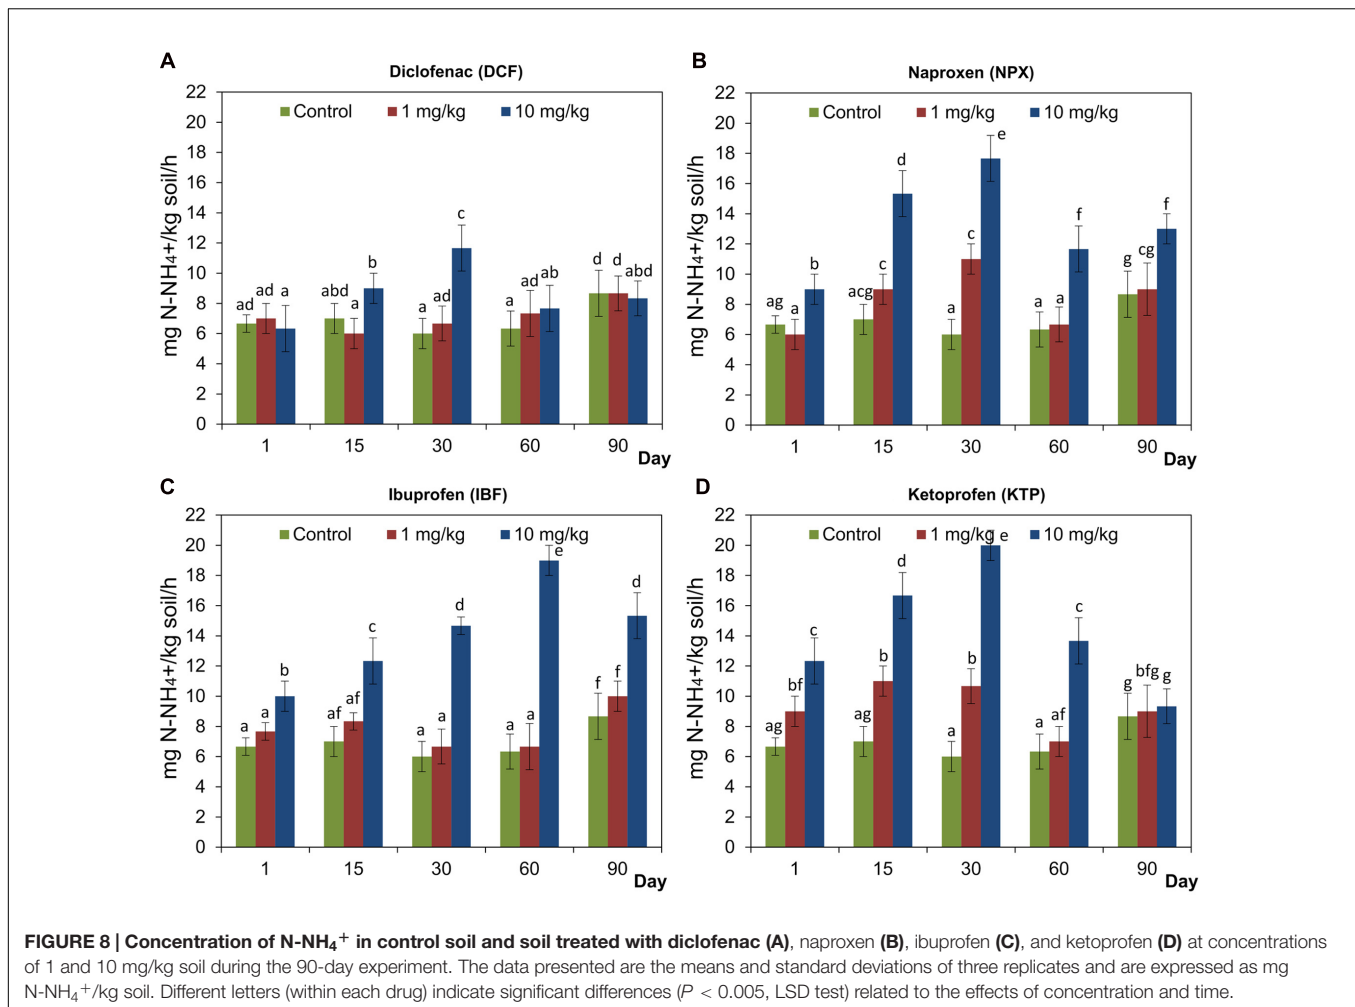 A
Diclofenac (DCF)
22
20
18
16
14
12
10
8
6
4
2
0
mg N-NH4+/kg soil/h
Control 1 mg/kg 10 mg/kg
ad ad a
abd a b
a ad c
a ad ab
d d abd
1 15 30 60 90
Day
B
Naproxen (NPX)
22
20
18
16
14
12
10
8
6
4
2
0
mg N-NH4+/kg soil/h
Control 1 mg/kg 10 mg/kg
ag a b
acg c d
a c e
a a f
g cg f
1 15 30 60 90
Day
C
Ibuprofen (IBF)
22
20
18
16
14
12
10
8
6
4
2
0
mg N-NH4+/kg soil/h
Control 1 mg/kg 10 mg/kg
a a b
af af c
a a d
a a e
f f d
1 15 30 60 90
Day
D
Ketoprofen (KTP)
22
20
18
16
14
12
10
8
6
4
2
0
mg N-NH4+/kg soil/h
Control 1 mg/kg 10 mg/kg
ag bf c
ag b d
a b e
a af c
g bfg g
1 15 30 60 90
Day
FIGURE 8 | Concentration of N-NH4+ in control soil and soil treated with diclofenac (A), naproxen (B), ibuprofen (C), and ketoprofen (D) at concentrations
of 1 and 10 mg/kg soil during the 90-day experiment. The data presented are the means and standard deviations of three replicates and are expressed as mg
N-NH4+/kg soil. Different letters (within each drug) indicate significant differences (P < 0.005, LSD test) related to the effects of concentration and time.